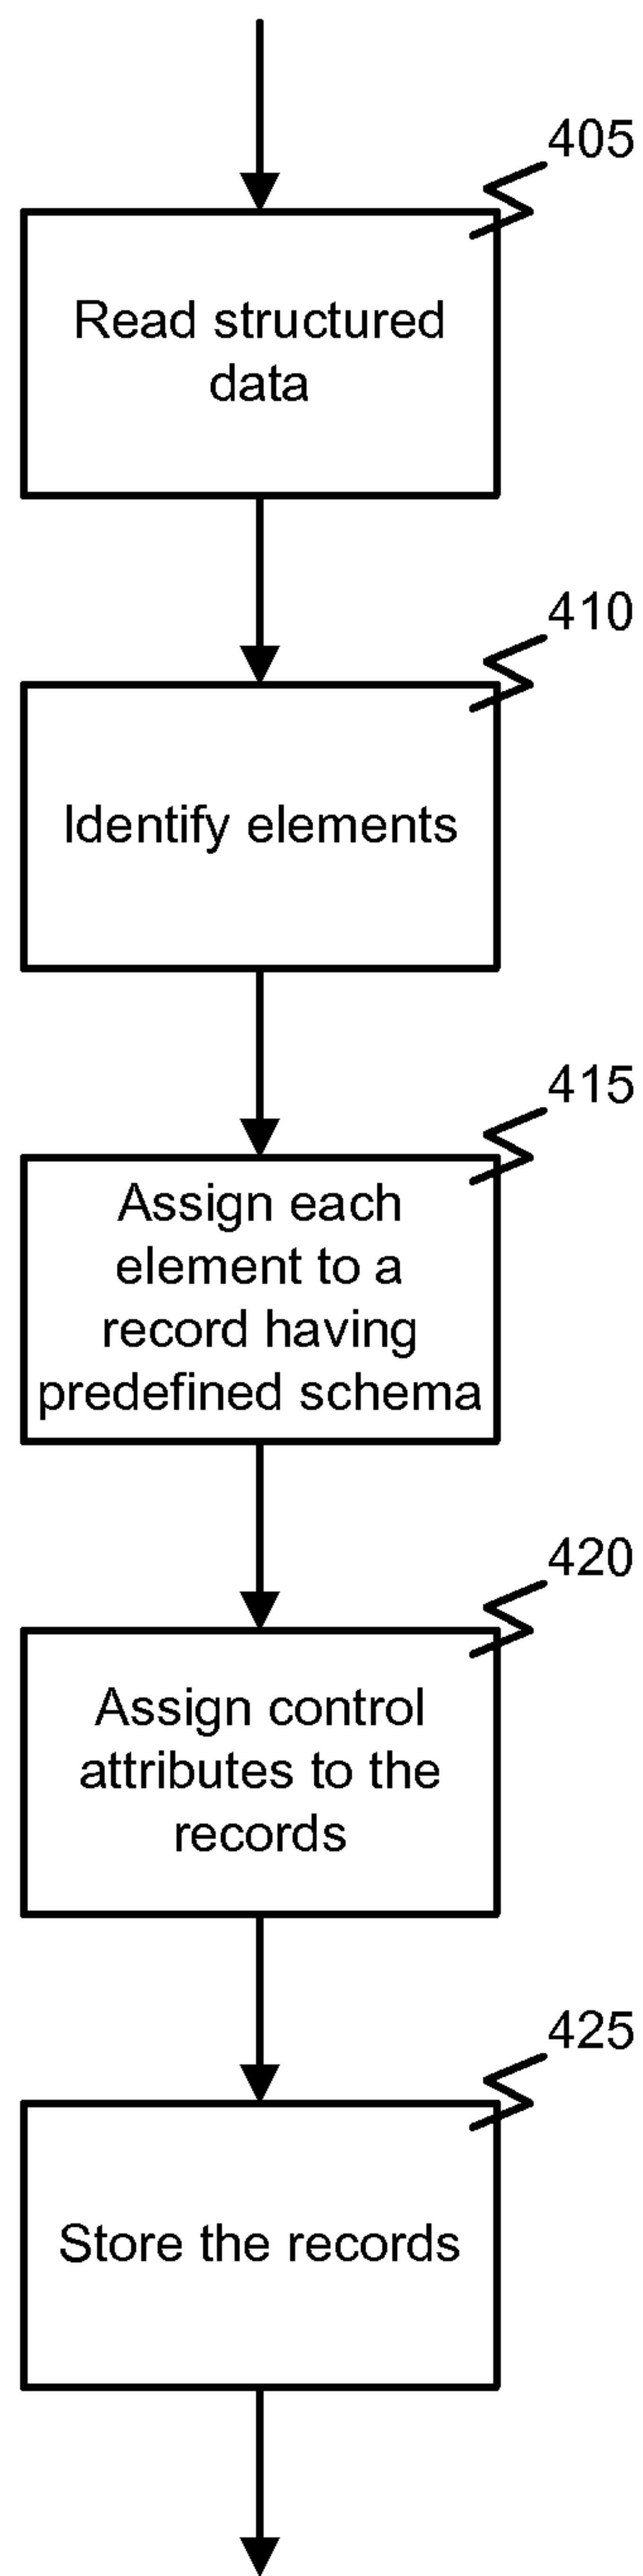 405
Read structured
data
410
Identify elements
415
Assign each
element to a
record having
predefined schema
420
Assign control
attributes to the
records
425
Store the records